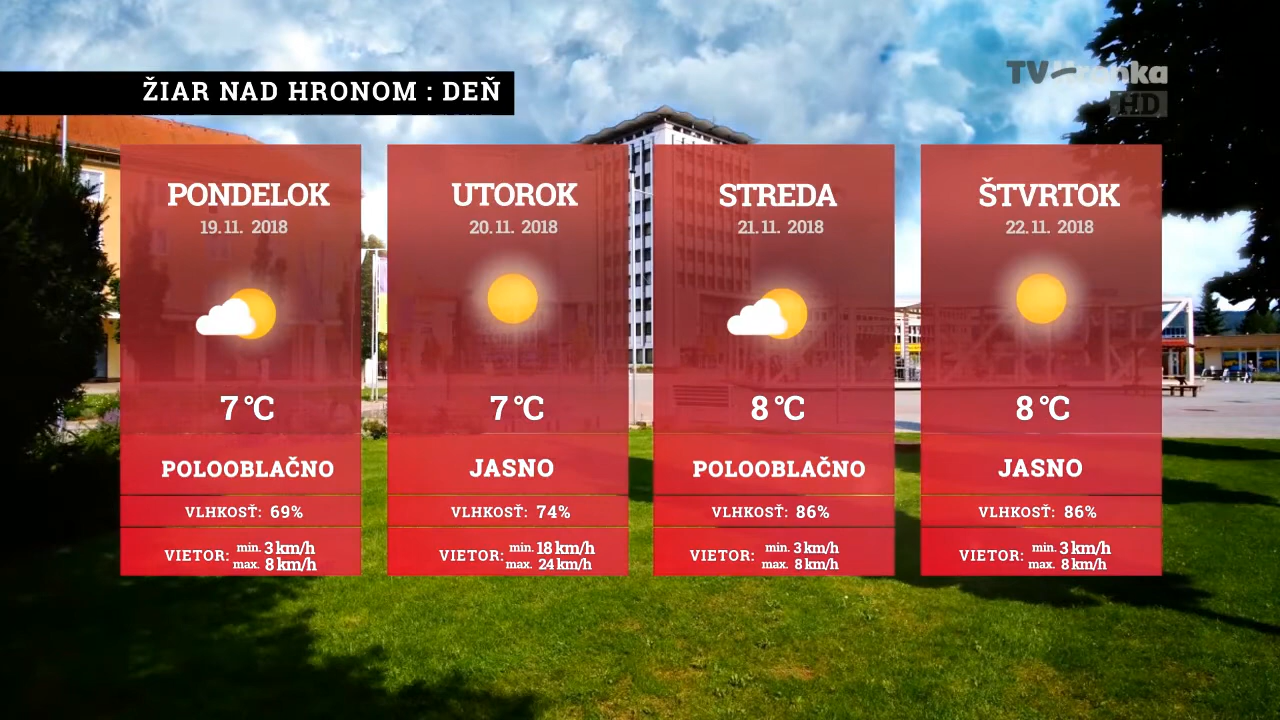 TV Hronka
HD
ŽIAR NAD HRONOM : DEŇ
PONDELOK
19.11. 2018
7 °C
POLOOBLAČNO
VLHKOSŤ: 69%
VIETOR: min. 3 km/h
max. 8 km/h
UTOROK
20.11. 2018
7 °C
JASNO
VLHKOSŤ: 74%
VIETOR: min. 18 km/h
max. 24 km/h
STREDA
21.11. 2018
8 °C
POLOOBLAČNO
VLHKOSŤ: 86%
VIETOR: min. 3 km/h
max. 8 km/h
ŠTVRTOK
22.11. 2018
8 °C
JASNO
VLHKOSŤ: 86%
VIETOR: min. 3 km/h
max. 8 km/h